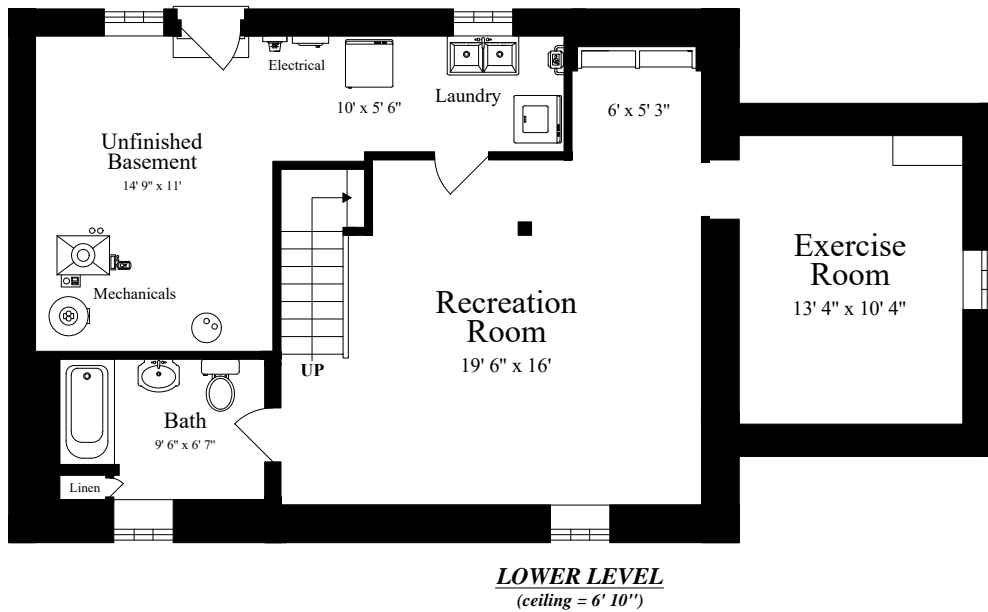 Electrical
10' x 5' 6"
Laundry
6' x 5' 3"
Unfinished
Basement
14' 9" x 11'
Mechanicals
Exercise
Room
13' 4" x 10' 4"
Recreation
Room
19' 6" x 16'
UP
Bath
9' 6" x 6' 7"
Linen
LOWER LEVEL
(ceiling = 6' 10")